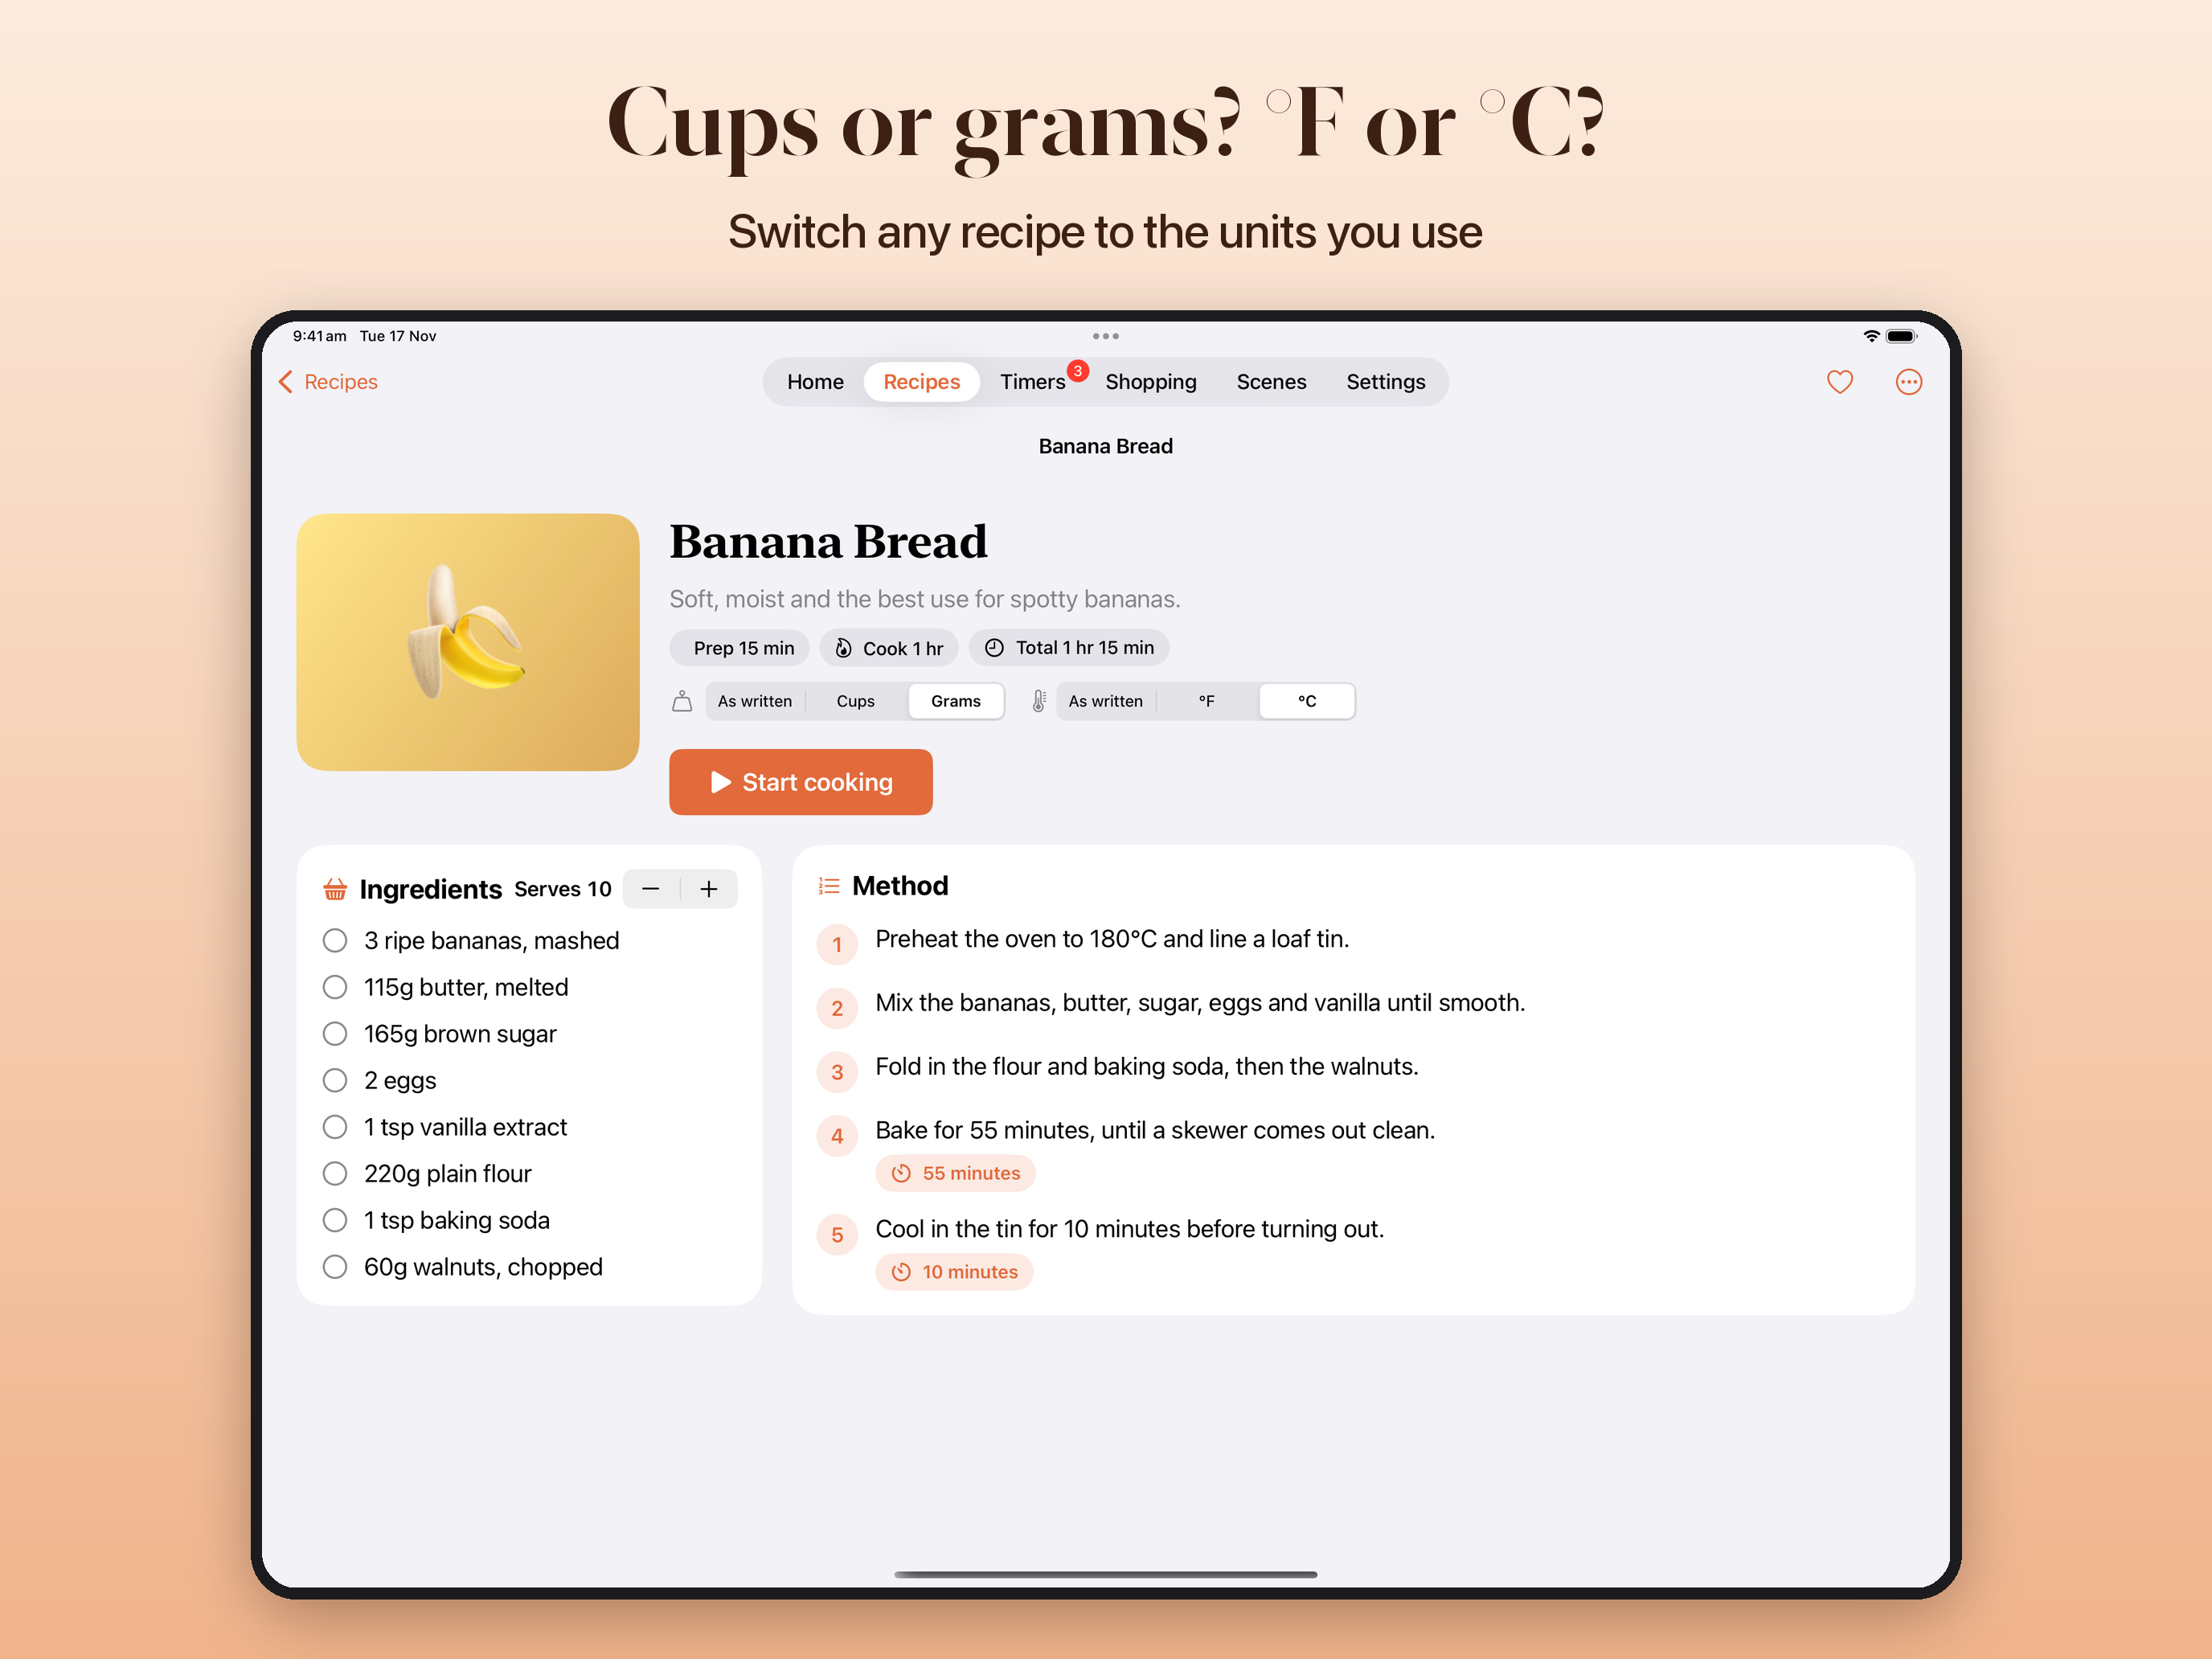 Cups or grams? °F or °C?
Switch any recipe to the units you use
9:41 am Tue 17 Nov
Recipes
Home Recipes Timers 3 Shopping Scenes Settings
Banana Bread
Banana Bread
Soft, moist and the best use for spotty bananas.
Prep 15 min Cook 1 hr Total 1 hr 15 min
As written Cups Grams As written °F °C
Start cooking
Ingredients Serves 10 − +
3 ripe bananas, mashed
115g butter, melted
165g brown sugar
2 eggs
1 tsp vanilla extract
220g plain flour
1 tsp baking soda
60g walnuts, chopped
Method
1 Preheat the oven to 180°C and line a loaf tin.
2 Mix the bananas, butter, sugar, eggs and vanilla until smooth.
3 Fold in the flour and baking soda, then the walnuts.
4 Bake for 55 minutes, until a skewer comes out clean.
55 minutes
5 Cool in the tin for 10 minutes before turning out.
10 minutes